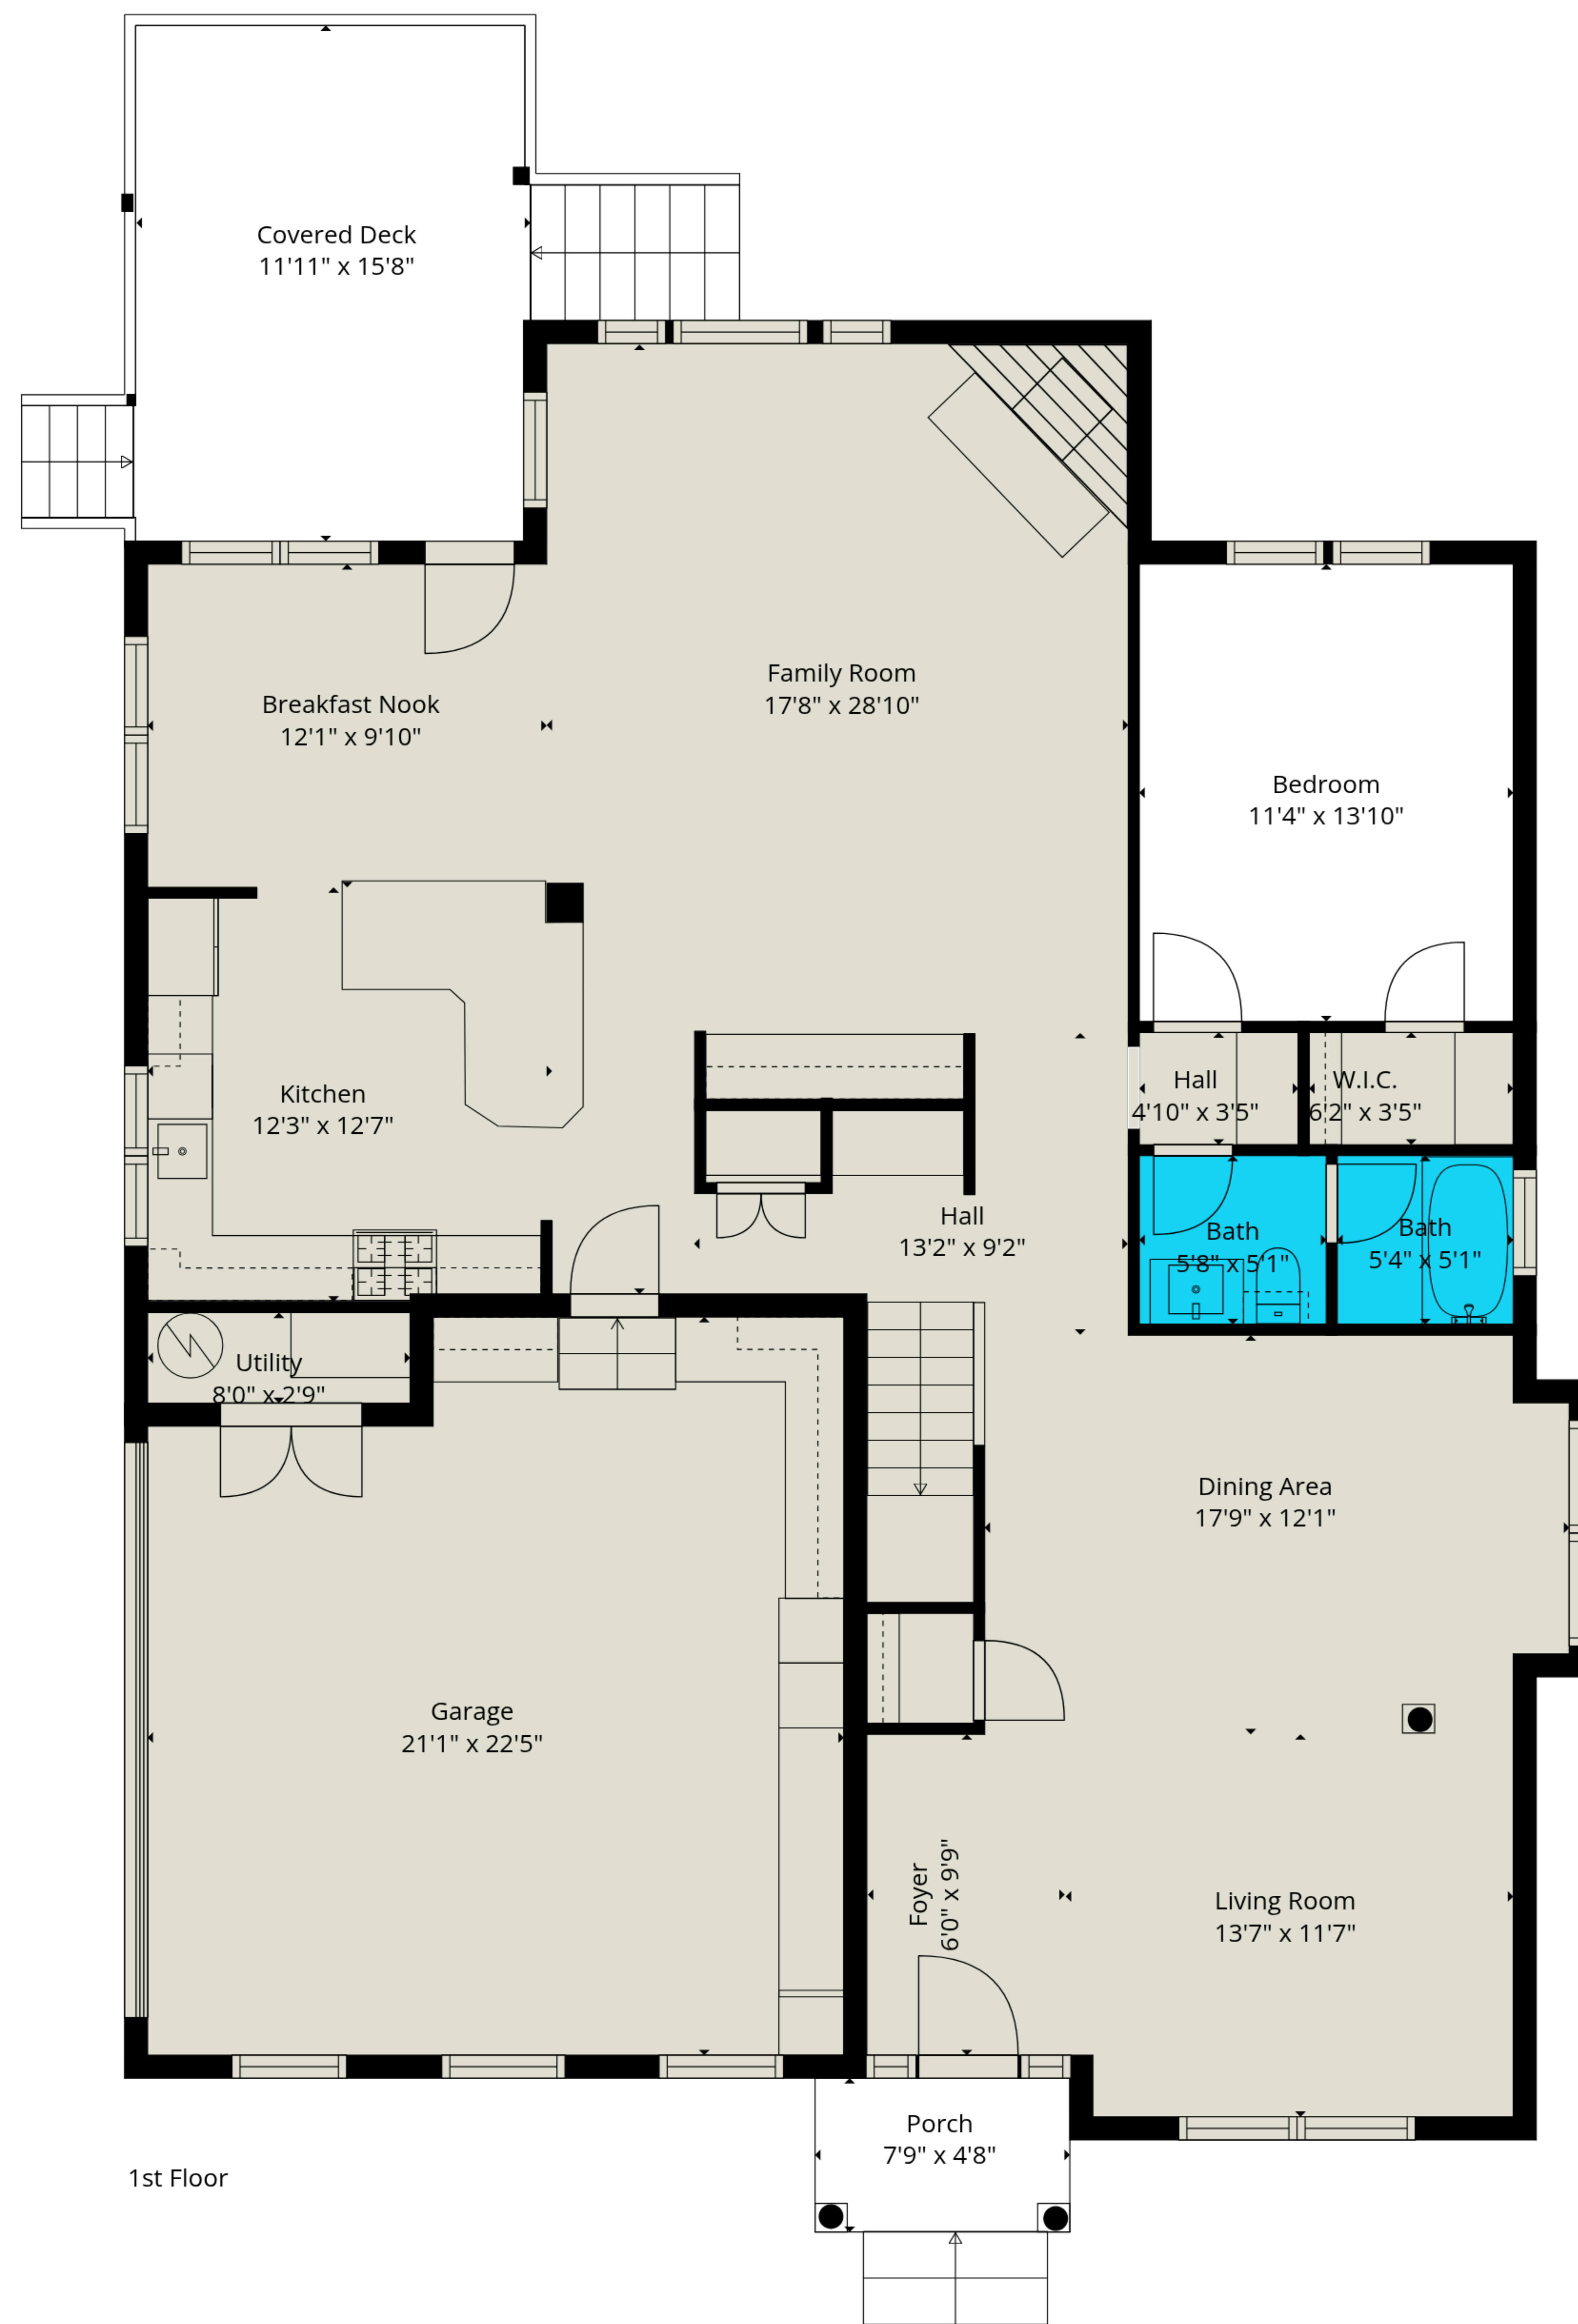 Covered Deck
11'11" x 15'8"
Family Room
17'8" x 28'10"
Breakfast Nook
12'1" x 9'10"
Bedroom
11'4" x 13'10"
Kitchen
12'3" x 12'7"
Hall
4'10" x 3'5"
W.I.C.
6'2" x 3'5"
Hall
13'2" x 9'2"
Bath
5'8" x 5'1"
Bath
5'4" x 5'1"
Utility
8'0" x 2'9"
Dining Area
17'9" x 12'1"
Garage
21'1" x 22'5"
Foyer
6'0" x 9'9"
Living Room
13'7" x 11'7"
Porch
7'9" x 4'8"
1st Floor